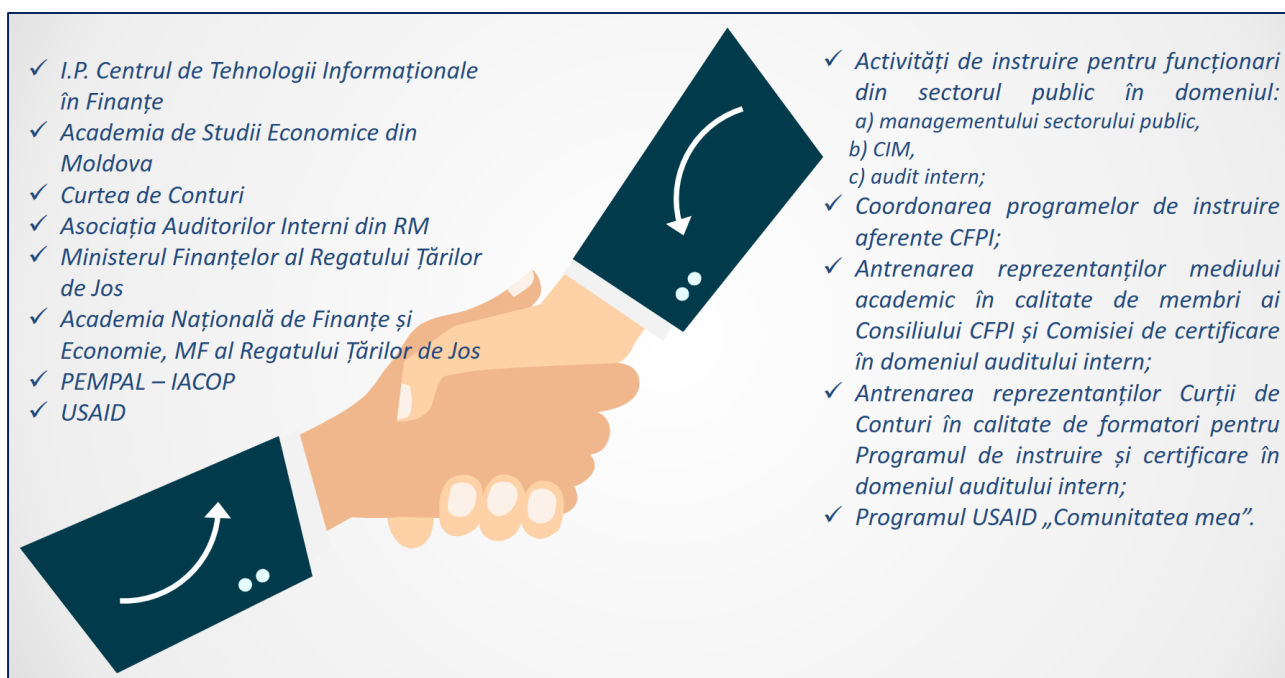 ✓ I.P. Centrul de Tehnologii Informaționale
în Finanțe
✓ Academia de Studii Economice din
Moldova
✓ Curtea de Conturi
✓ Asociația Auditorilor Interni din RM
✓ Ministerul Finanțelor al Regatului Țărilor
de Jos
✓ Academia Națională de Finanțe și
Economie, MF al Regatului Țărilor de Jos
✓ PEMPAL – IACOP
✓ USAID
✓ Activități de instruire pentru funcționari
din sectorul public în domeniul:
a) managementului sectorului public,
b) CIM,
c) audit intern;
✓ Coordonarea programelor de instruire
aferente CFPI;
✓ Antrenarea reprezentanților mediului
academic în calitate de membri ai
Consiliului CFPI și Comisiei de certificare
în domeniul auditului intern;
✓ Antrenarea reprezentanților Curții de
Conturi în calitate de formatori pentru
Programul de instruire și certificare în
domeniul auditului intern;
✓ Programul USAID „Comunitatea mea”.